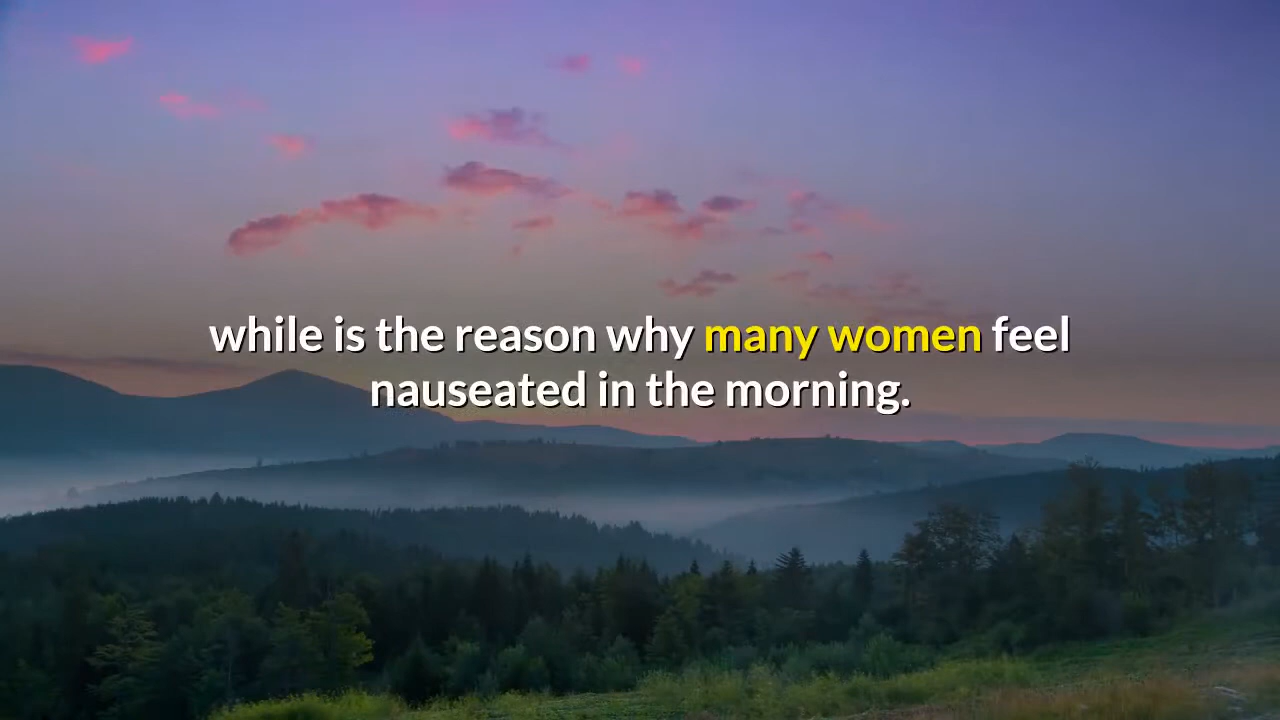 while is the reason why many women feel
nauseated in the morning.